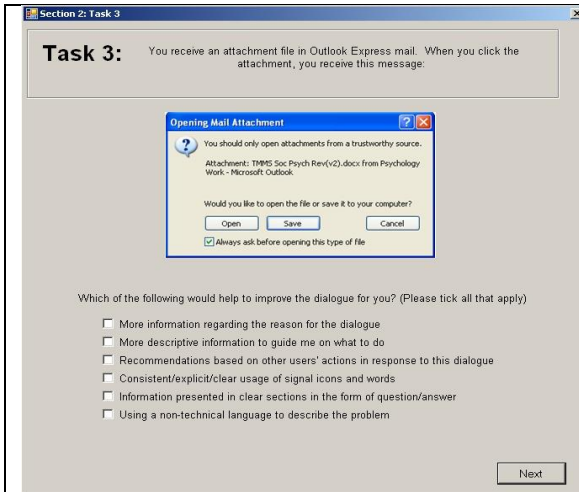 Section 2: Task 3
Task 3:
You receive an attachment file in Outlook Express mail. When you click the
attachment, you receive this message:
Opening Mail Attachment
You should only open attachments from a trustworthy source.
Attachment: TMMS Soc Psych Rev(v2).docx from Psychology
Work - Microsoft Outlook
Would you like to open the file or save it to your computer?
Open Save Cancel
Always ask before opening this type of file
Which of the following would help to improve the dialogue for you? (Please tick all that apply)
More information regarding the reason for the dialogue
More descriptive information to guide me on what to do
Recommendations based on other users' actions in response to this dialogue
Consistent/explicit/clear usage of signal icons and words
Information presented in clear sections in the form of question/answer
Using a non-technical language to describe the problem
Next